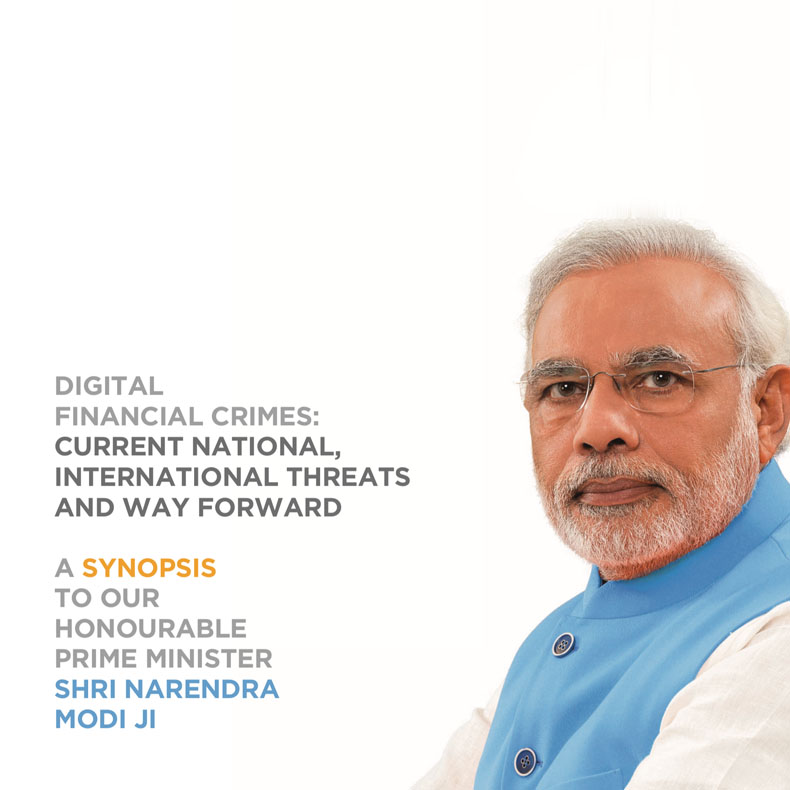 DIGITAL
FINANCIAL CRIMES:
CURRENT NATIONAL,
INTERNATIONAL THREATS
AND WAY FORWARD
A SYNOPSIS
TO OUR
HONOURABLE
PRIME MINISTER
SHRI NARENDRA
MODI JI